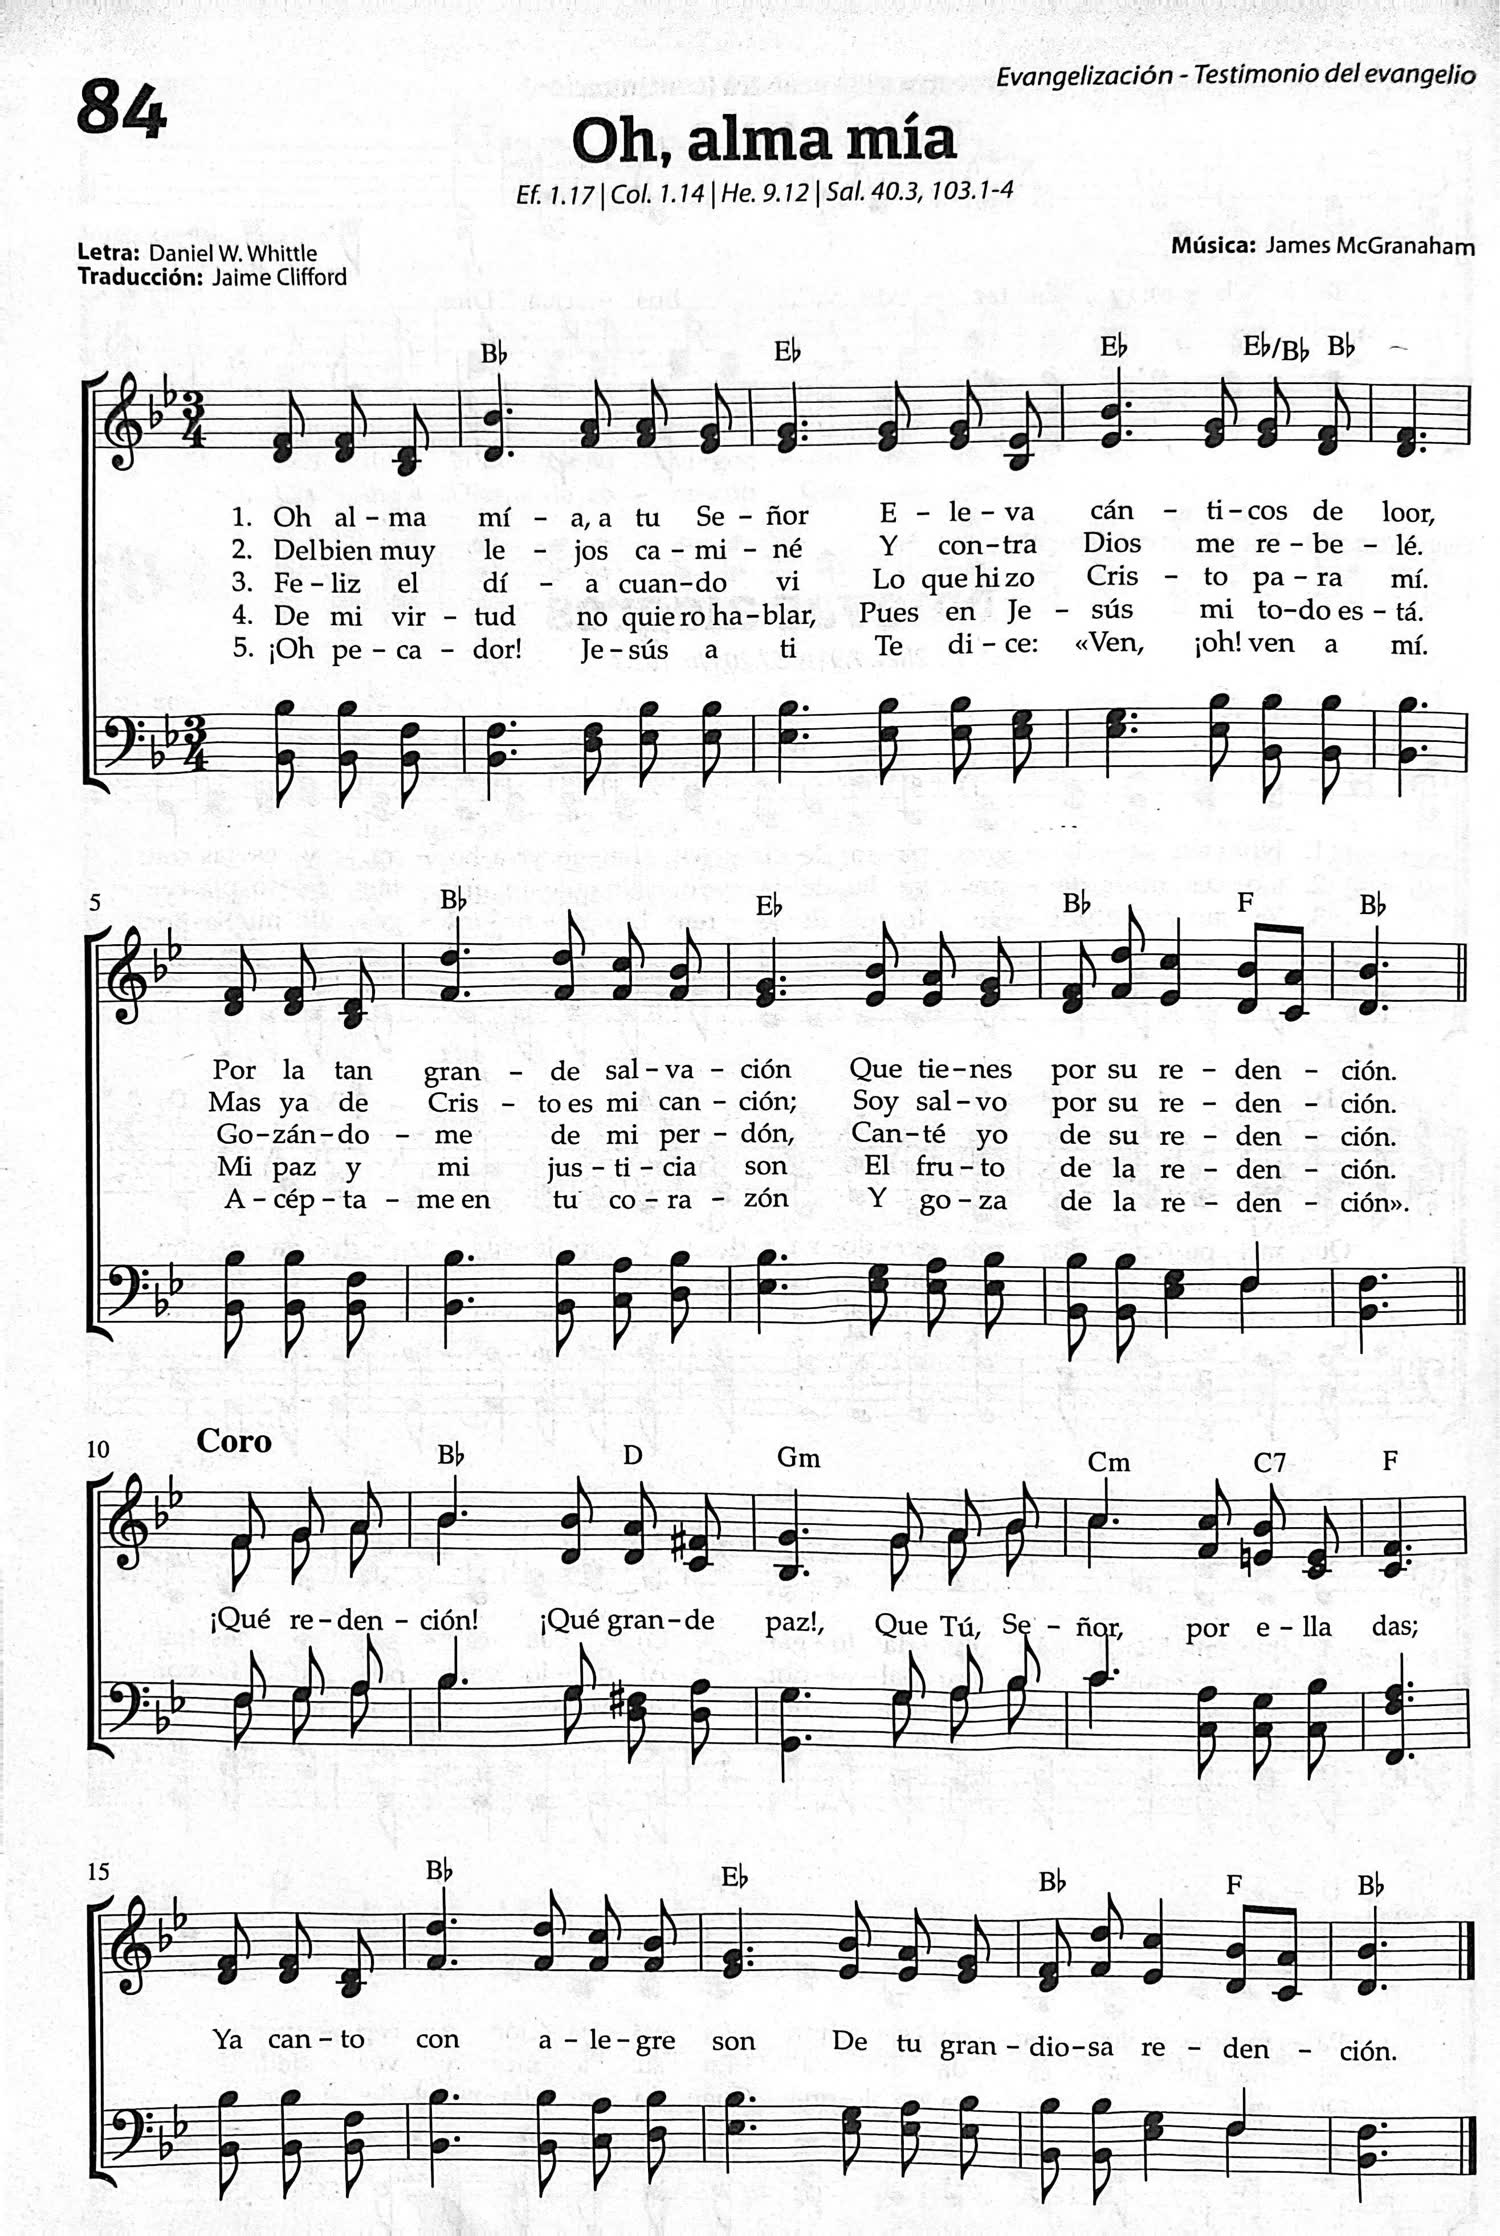 84
Evangelización - Testimonio del evangelio
Oh, alma mía
Ef. 1.17 | Col. 1.14 | He. 9.12 | Sal. 40.3, 103.1-4
Letra: Daniel W. Whittle
Música: James McGranaham
Traducción: Jaime Clifford
B♭ E♭ E♭ E♭/B♭ B♭
3 4
1. Oh al – ma mí – a, a tu Se – ñor E – le – va cán – ti – cos de loor,
2. Del bien muy le – jos ca – mi – né Y con – tra Dios me re – be – lé.
3. Fe – liz el dí – a cuan – do vi Lo que hi zo Cris – to pa – ra mí.
4. De mi vir – tud no quie ro ha – blar, Pues en Je – sús mi to – do es – tá.
5. ¡Oh pe – ca – dor! Je – sús a ti Te di – ce: «Ven, ¡oh! ven a mí.
3 4
5 B♭ E♭ B♭ F B♭
Por la tan gran – de sal – va – ción Que tie – nes por su re – den – ción.
Mas ya de Cris – to es mi can – ción; Soy sal – vo por su re – den – ción.
Go – zán – do – me de mi per – dón, Can – té yo de su re – den – ción.
Mi paz y mi jus – ti – cia son El fru – to de la re – den – ción.
A – cép – ta – me en tu co – ra – zón Y go – za de la re – den – ción».
10 Coro B♭ D Gm Cm C7 F
¡Qué re – den – ción! ¡Qué gran – de paz!, Que Tú, Se – ñor, por e – lla das;
15 B♭ E♭ B♭ F B♭
Ya can – to con a – le – gre son De tu gran – dio – sa re – den – ción.